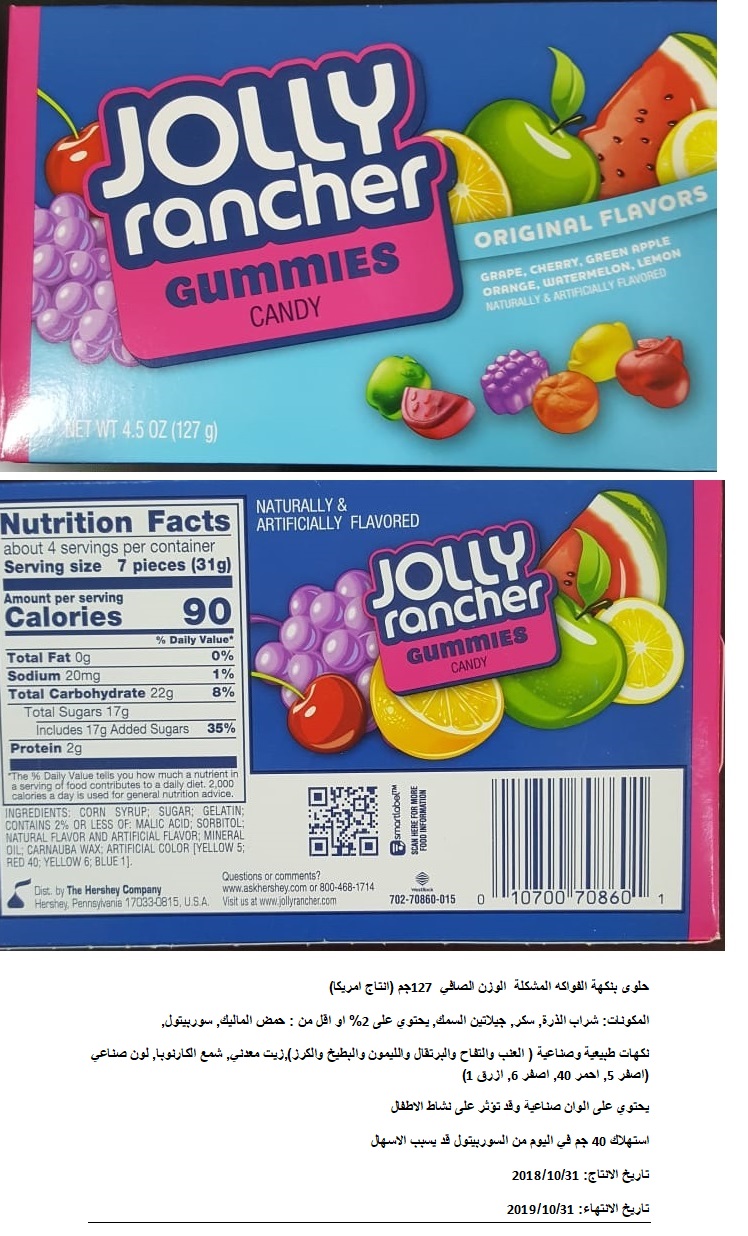 JOLLY
rancher
GUMMIES
CANDY
ORIGINAL FLAVORS
GRAPE, CHERRY, GREEN APPLE
ORANGE, WATERMELON, LEMON
NATURALLY & ARTIFICIALLY FLAVORED
NET WT 4.5 OZ (127 g)
Nutrition Facts
about 4 servings per container
Serving size 7 pieces (31g)
Amount per serving
Calories 90
% Daily Value*
Total Fat 0g 0%
Sodium 20mg 1%
Total Carbohydrate 22g 8%
Total Sugars 17g
Includes 17g Added Sugars 35%
Protein 2g
*The % Daily Value tells you how much a nutrient in
a serving of food contributes to a daily diet. 2,000
calories a day is used for general nutrition advice.
INGREDIENTS: CORN SYRUP; SUGAR; GELATIN;
CONTAINS 2% OR LESS OF: MALIC ACID; SORBITOL;
NATURAL FLAVOR AND ARTIFICIAL FLAVOR; MINERAL
OIL; CARNAUBA WAX; ARTIFICIAL COLOR [YELLOW 5;
RED 40; YELLOW 6; BLUE 1].
Dist. by The Hershey Company
Hershey, Pennsylvania 17033-0815, U.S.A.
NATURALLY &
ARTIFICIALLY FLAVORED
JOLLY
rancher
GUMMIES
CANDY
smartlabel™
SCAN HERE FOR MORE
FOOD INFORMATION
Questions or comments?
www.askhershey.com or 800-468-1714
Visit us at www.jollyrancher.com
WestRock
702-70860-015
0 10700 70860 1
حلوى بنكهة الفواكه المشكلة الوزن الصافي 127جم (انتاج امريكا)
المكونات: شراب الذرة, سكر, جيلاتين السمك, يحتوي على 2% او اقل من : حمض الماليك, سوربيتول,
نكهات طبيعية وصناعية ( العنب والتفاح والبرتقال والليمون والبطيخ والكرز),زيت معدني, شمع الكارنوبا, لون صناعي
(اصفر 5, احمر 40, اصفر 6, ازرق 1)
يحتوي على الوان صناعية وقد تؤثر على نشاط الاطفال
استهلاك 40 جم في اليوم من السوربيتول قد يسبب الاسهال
تاريخ الانتاج: 2018/10/31
تاريخ الانتهاء: 2019/10/31